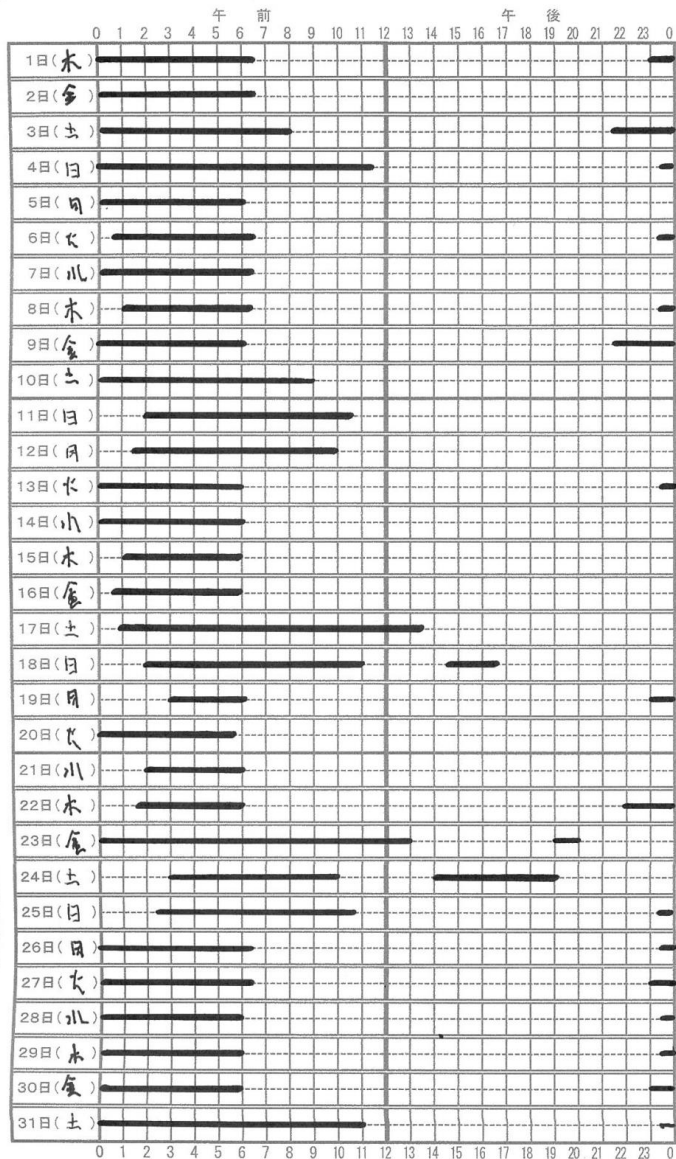 午 前 午 後
0 1 2 3 4 5 6 7 8 9 10 11 12 13 14 15 16 17 18 19 20 21 22 23 0
1日(木)
2日(金)
3日(土)
4日(日)
5日(月)
6日(火)
7日(水)
8日(木)
9日(金)
10日(土)
11日(日)
12日(月)
13日(火)
14日(水)
15日(木)
16日(金)
17日(土)
18日(日)
19日(月)
20日(火)
21日(水)
22日(木)
23日(金)
24日(土)
25日(日)
26日(月)
27日(火)
28日(水)
29日(木)
30日(金)
31日(土)
0 1 2 3 4 5 6 7 8 9 10 11 12 13 14 15 16 17 18 19 20 21 22 23 0